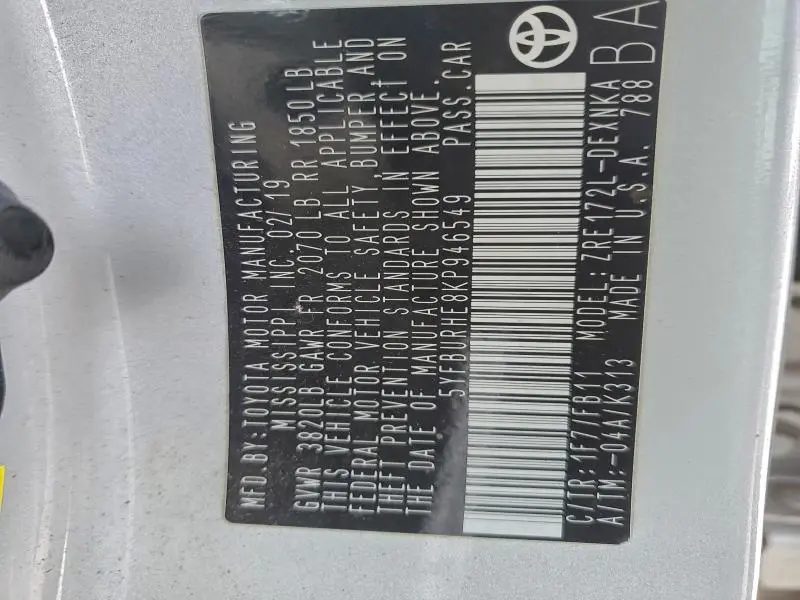 MFD.BY:TOYOTA MOTOR MANUFACTURING
MISSISSIPPI INC. 02/19
GVWR 3820LB GAWR FR 2070 LB RR 1850 LB
THIS VEHICLE CONFORMS TO ALL APPLICABLE
FEDERAL MOTOR VEHICLE SAFETY,BUMPER,AND
THEFT PREVENTION STANDARDS IN EFFECT ON
THE DATE OF MANUFACTURE SHOWN ABOVE.
5YFBURHE8KP946549 PASS.CAR
C/TR: 1F7/FB11 MODEL: ZRE172L-DEXNKA
A/TM:-04A/K313 MADE IN U.S.A. 788 BA